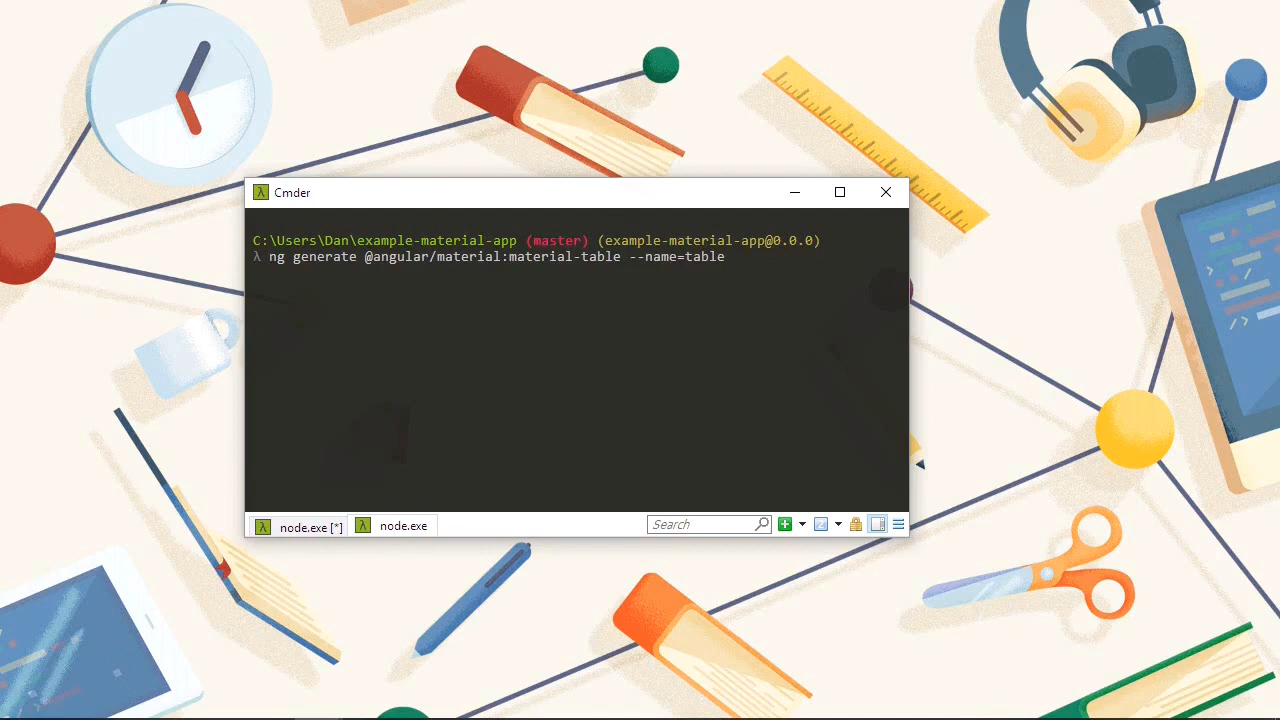 Cmder
C:\Users\Dan\example-material-app (master) (example-material-app@0.0.0)
λ ng generate @angular/material:material-table --name=table
node.exe [*]
node.exe
Search